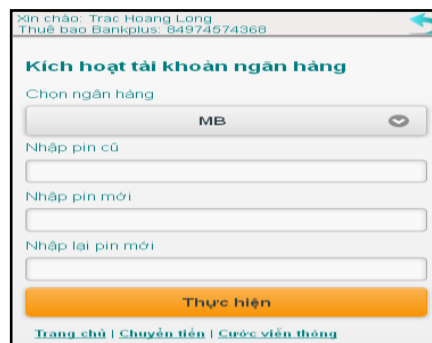 Xin chào: Trac Hoang Long
Thuê bao Bankplus: 84974574368
Kích hoạt tài khoản ngân hàng
Chọn ngân hàng
MB
Nhập pin cũ
Nhập pin mới
Nhập lại pin mới
Thực hiện
Trang chủ | Chuyển tiền | Cước viễn thông